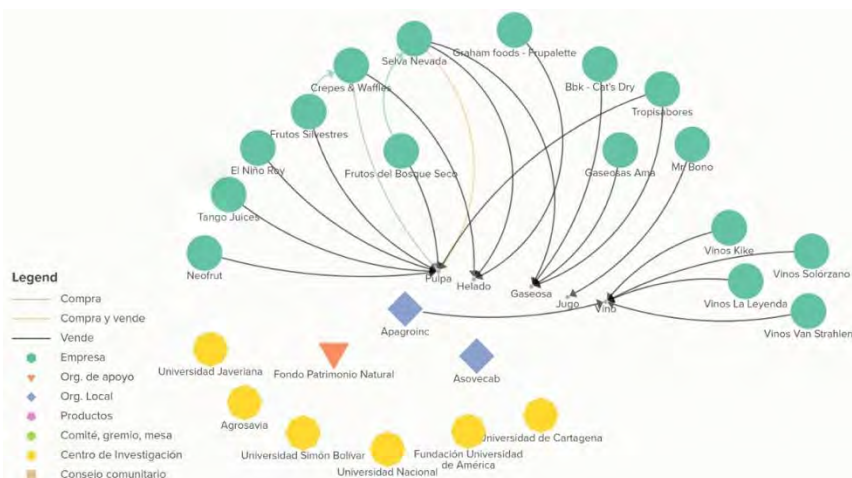 Selva Nevada
Graham foods - Frupalette
Crepes & Waffles
Bbk - Cat's Dry
Tropisabores
Frutos Silvestres
El Niño Roy
Frutos del Bosque Seco
Gaseosas Ama
Mr Bono
Tango Juices
Neofrut
Pulpa
Helado
Gaseosa
Jugo
Vino
Vinos Kike
Vinos Solórzano
Vinos La Leyenda
Vinos Van Strahlen
Apagroinc
Asovecab
Universidad Javeriana
Fondo Patrimonio Natural
Agrosavia
Universidad Simón Bolívar
Universidad Nacional
Fundación Universidad
de América
Universidad de Cartagena
Legend
Compra
Compra y vende
Vende
Empresa
Org. de apoyo
Org. Local
Productos
Comité, gremio, mesa
Centro de Investigación
Consejo comunitario